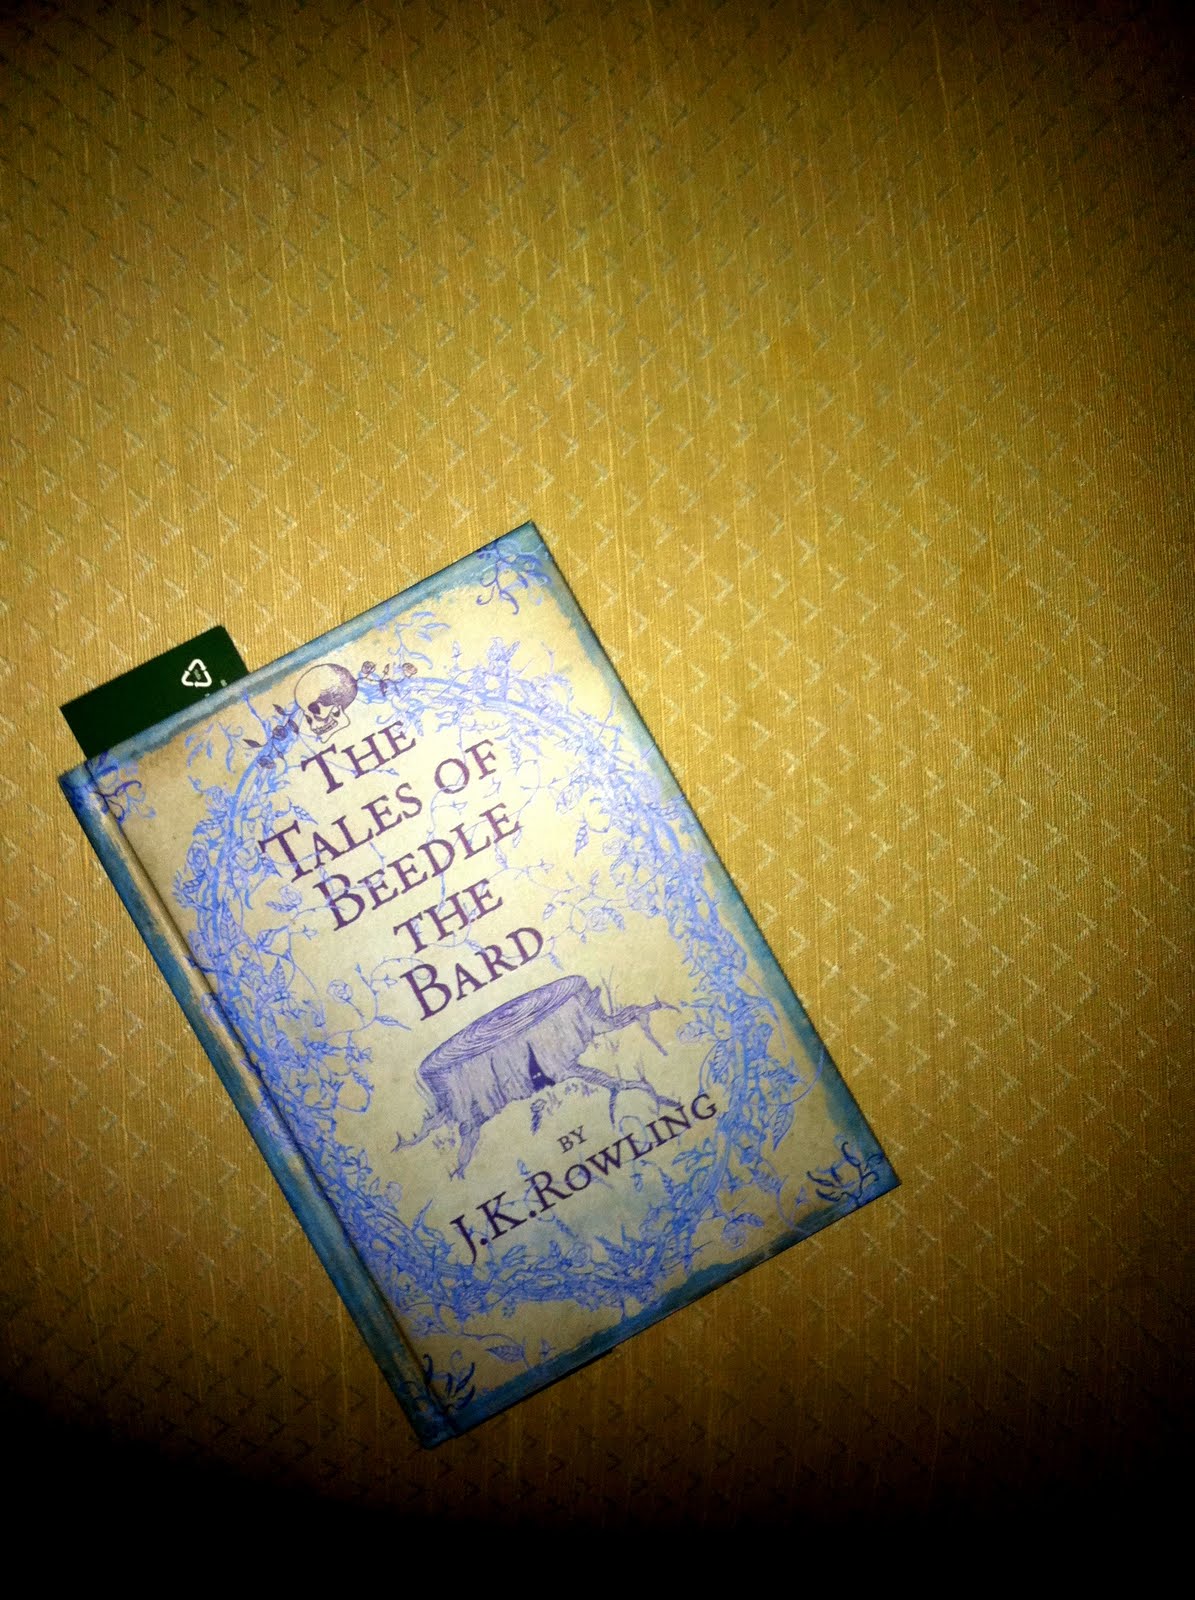 The
Tales of
Beedle
the
Bard
by
J.K. Rowling